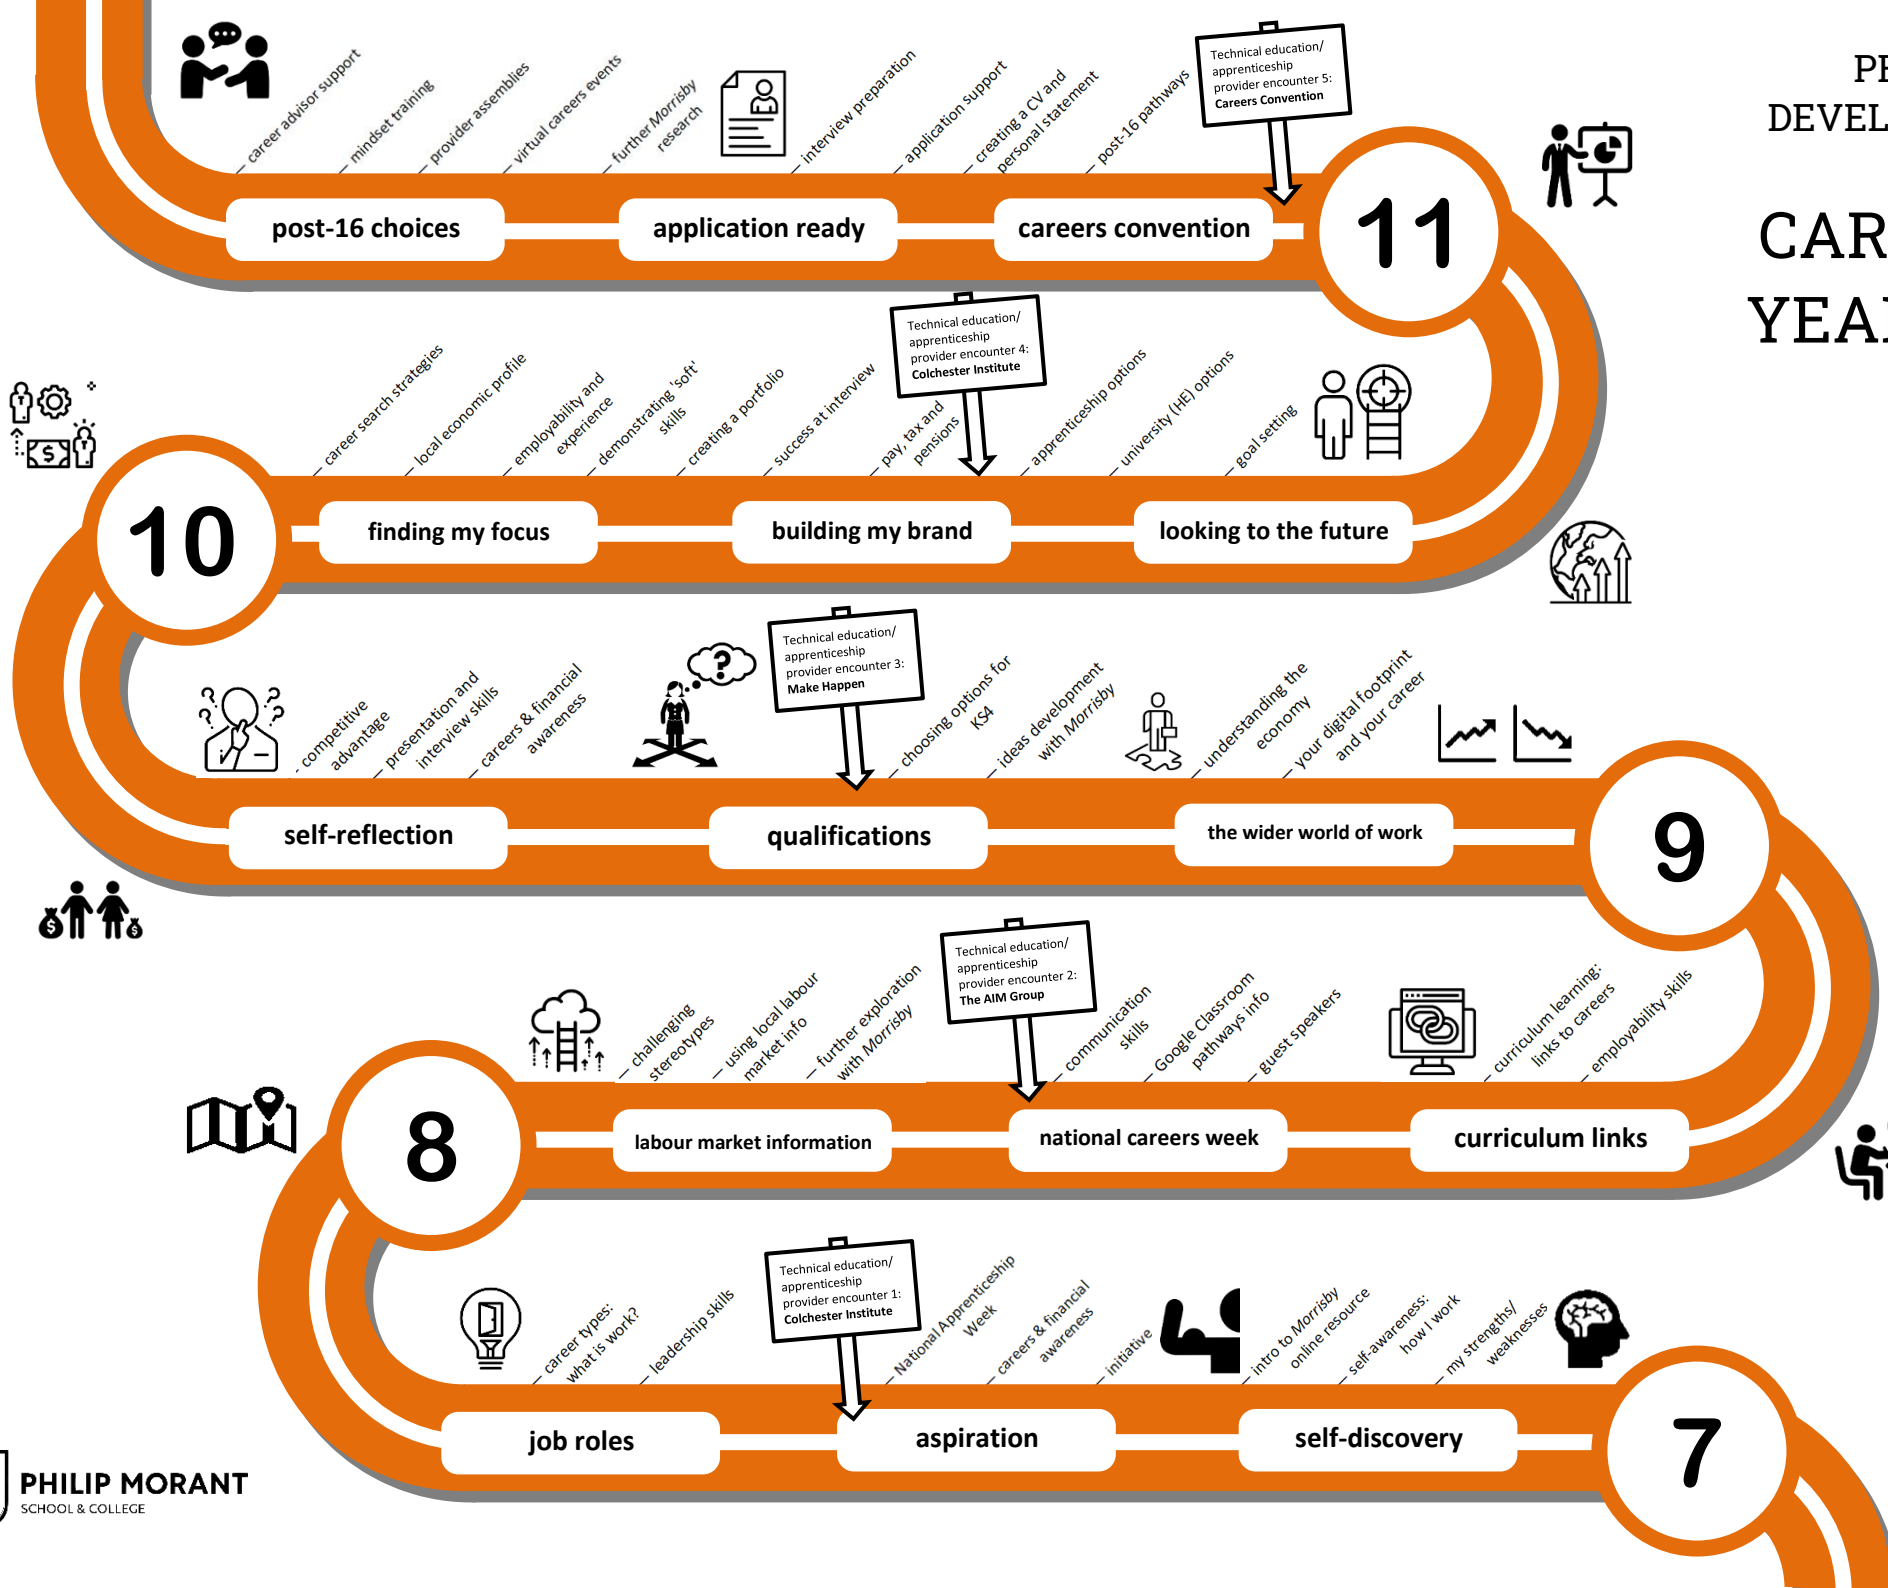 career advisor support
mindset training
provider assemblies
virtual careers events
further Morrisby
research
interview preparation
application support
creating a CV and
personal statement
post-16 pathways
Technical education/
apprenticeship
provider encounter 5:
Careers Convention
post-16 choices
application ready
careers convention
11
PE
DEVEL
CAR
YEA
career search strategies
local economic profile
employability and
experience
demonstrating 'soft'
skills
creating a portfolio
success at interview
pay, tax and
pensions
Technical education/
apprenticeship
provider encounter 4:
Colchester Institute
apprenticeship options
university (HE) options
goal setting
10
finding my focus
building my brand
looking to the future
competitive
advantage
presentation and
interview skills
careers & financial
awareness
?
Technical education/
apprenticeship
provider encounter 3:
Make Happen
choosing options for
KS4
ideas development
with Morrisby
understanding the
economy
your digital footprint
and your career
self-reflection
qualifications
the wider world of work
9
challenging
stereotypes
using local labour
market info
further exploration
with Morrisby
Technical education/
apprenticeship
provider encounter 2:
The AIM Group
communication
skills
Google Classroom
pathways info
guest speakers
curriculum learning:
links to careers
employability skills
8
labour market information
national careers week
curriculum links
career types:
what is work?
leadership skills
Technical education/
apprenticeship
provider encounter 1:
Colchester Institute
National Apprenticeship
Week
careers & financial
awareness
initiative
intro to Morrisby
online resource
self-awareness:
how I work
my strengths/
weaknesses
job roles
aspiration
self-discovery
7
PHILIP MORANT
SCHOOL & COLLEGE